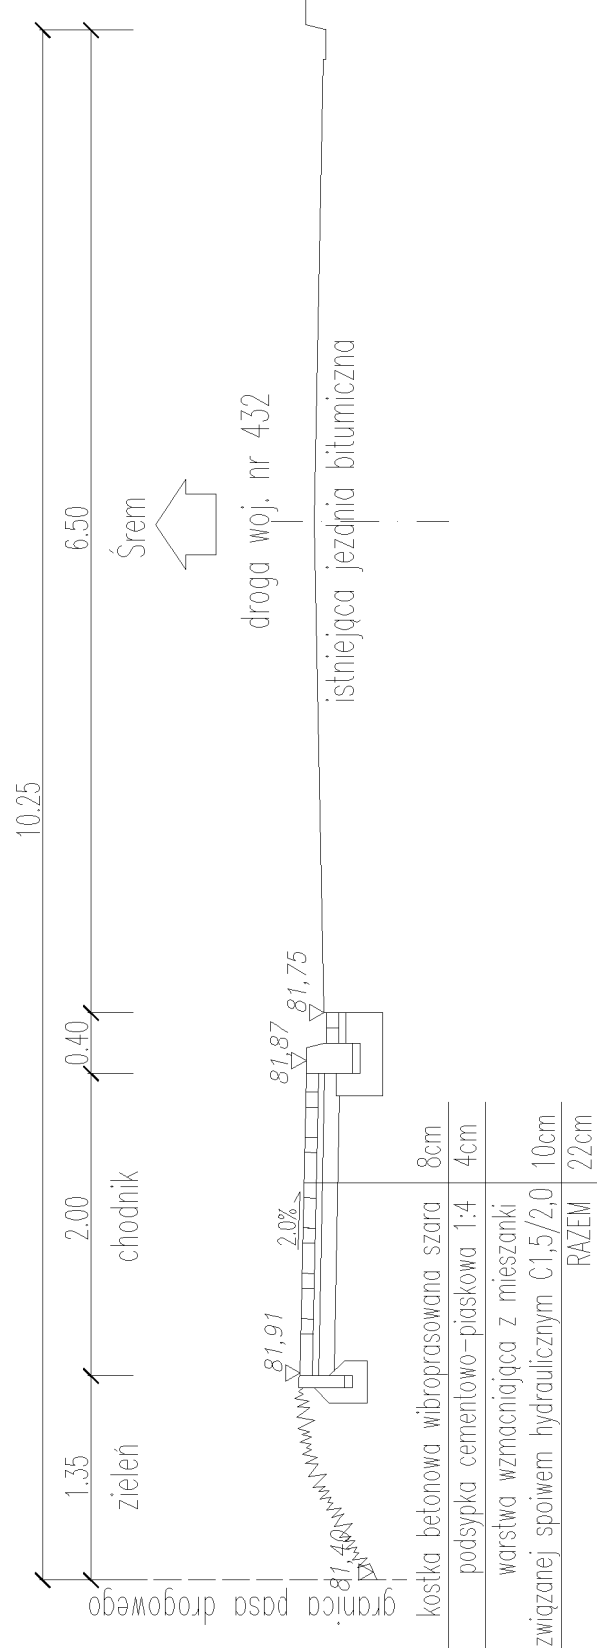 10.25
1.35
2.00
0.40
6.50
zieleń
chodnik
Śrem
droga woj. nr 432
istniejąca jezdnia bitumiczna
granica pasa drogowego
81,91
2.0%
81,87
81,75
kostka betonowa wibroprasowana szara 8cm
podsypka cementowo-piaskowa 1:4 4cm
warstwa wzmacniająca z mieszanki
związanej spoiwem hydraulicznym C1,5/2,0 10cm
RAZEM 22cm